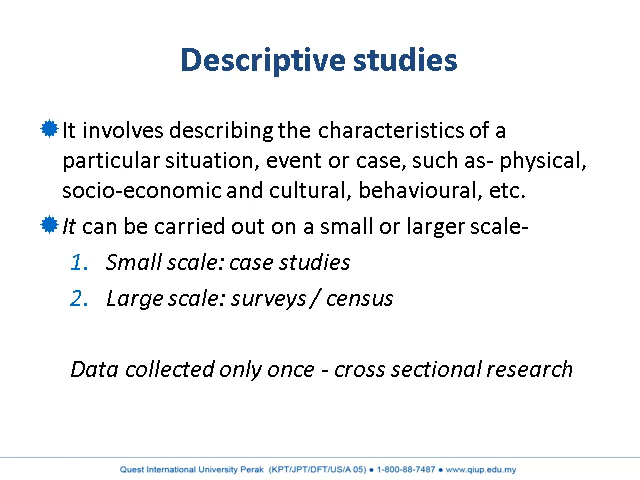 Descriptive studies
It involves describing the characteristics of a
particular situation, event or case, such as- physical,
socio-economic and cultural, behavioural, etc.
It can be carried out on a small or larger scale-
1. Small scale: case studies
2. Large scale: surveys / census
Data collected only once - cross sectional research
Quest International University Perak (KPT/JPT/DFT/US/A 05) ● 1-800-88-7487 ● www.qiup.edu.my